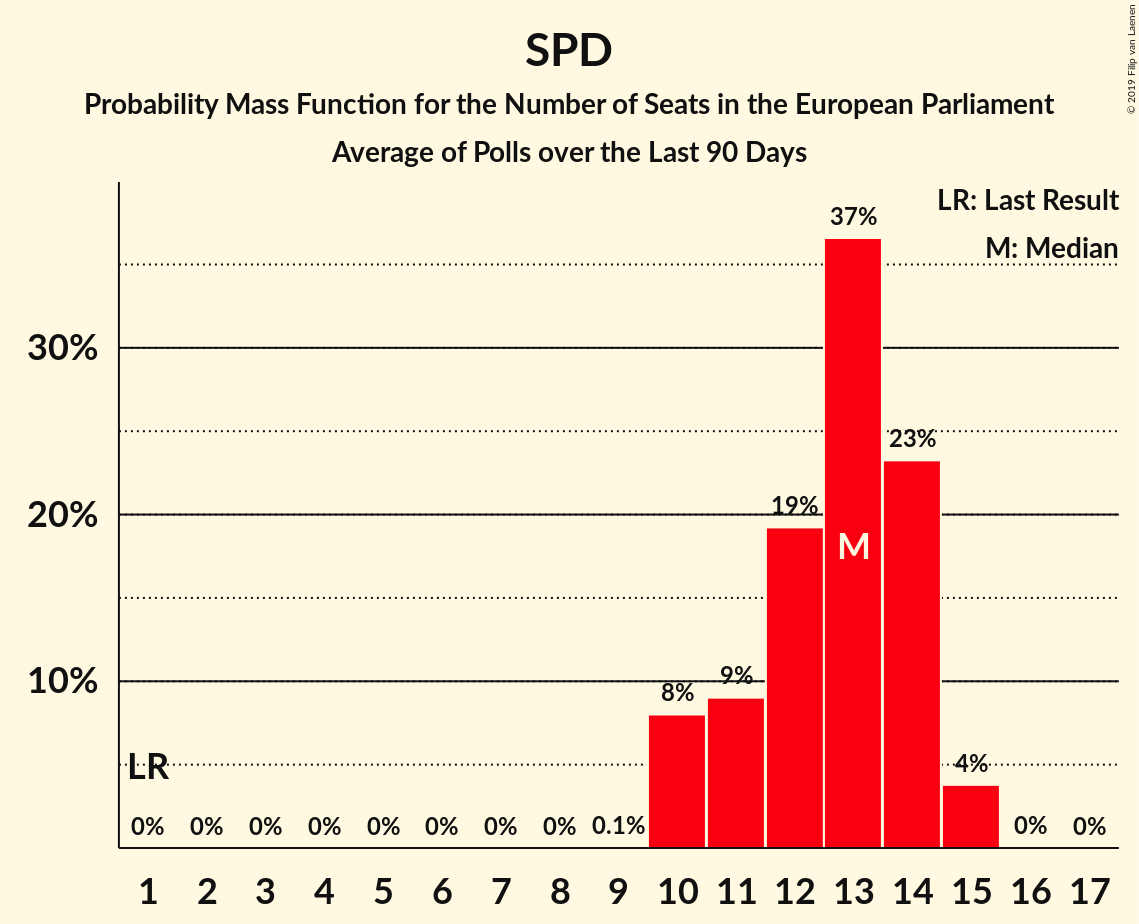 SPD
Probability Mass Function for the Number of Seats in the European Parliament
Average of Polls over the Last 90 Days
© 2019 Filip van Laenen
LR: Last Result
M: Median
37%
30%
23%
20%
19%
M
10%
8%
9%
LR
4%
0% 0% 0% 0% 0% 0% 0% 0% 0.1% 0% 0%
1 2 3 4 5 6 7 8 9 10 11 12 13 14 15 16 17